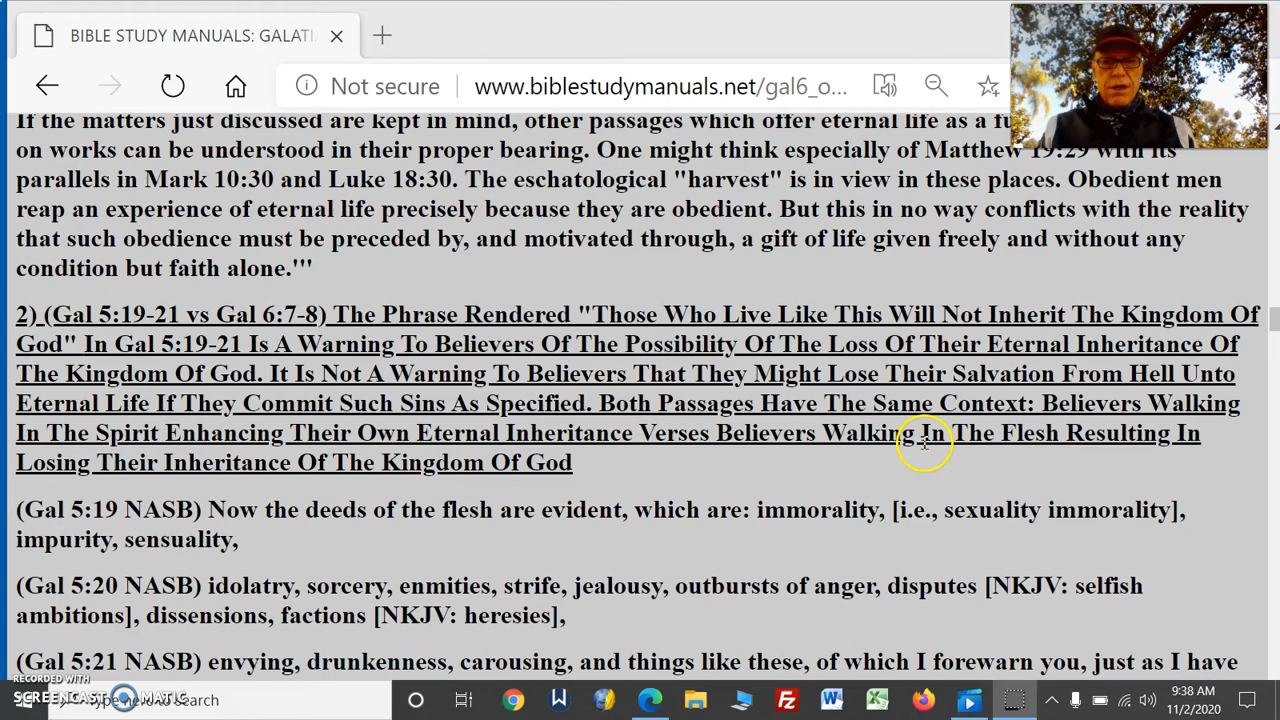 BIBLE STUDY MANUALS: GALATI
Not secure
www.biblestudymanuals.net/gal6_o...
If the matters just discussed are kept in mind, other passages which offer eternal life as a
on works can be understood in their proper bearing. One might think especially of Matthew 19:29 with its
parallels in Mark 10:30 and Luke 18:30. The eschatological "harvest" is in view in these places. Obedient men
reap an experience of eternal life precisely because they are obedient. But this in no way conflicts with the reality
that such obedience must be preceded by, and motivated through, a gift of life given freely and without any
condition but faith alone.'"
2) (Gal 5:19-21 vs Gal 6:7-8) The Phrase Rendered "Those Who Live Like This Will Not Inherit The Kingdom Of
God" In Gal 5:19-21 Is A Warning To Believers Of The Possibility Of The Loss Of Their Eternal Inheritance Of
The Kingdom Of God. It Is Not A Warning To Believers That They Might Lose Their Salvation From Hell Unto
Eternal Life If They Commit Such Sins As Specified. Both Passages Have The Same Context: Believers Walking
In The Spirit Enhancing Their Own Eternal Inheritance Verses Believers Walking In The Flesh Resulting In
Losing Their Inheritance Of The Kingdom Of God
(Gal 5:19 NASB) Now the deeds of the flesh are evident, which are: immorality, [i.e., sexuality immorality],
impurity, sensuality,
(Gal 5:20 NASB) idolatry, sorcery, enmities, strife, jealousy, outbursts of anger, disputes [NKJV: selfish
ambitions], dissensions, factions [NKJV: heresies],
(Gal 5:21 NASB) envying, drunkenness, carousing, and things like these, of which I forewarn you, just as I have
RECORDED WITH
SCREENCAST MATIC
Type here to search
9:38 AM
11/2/2020